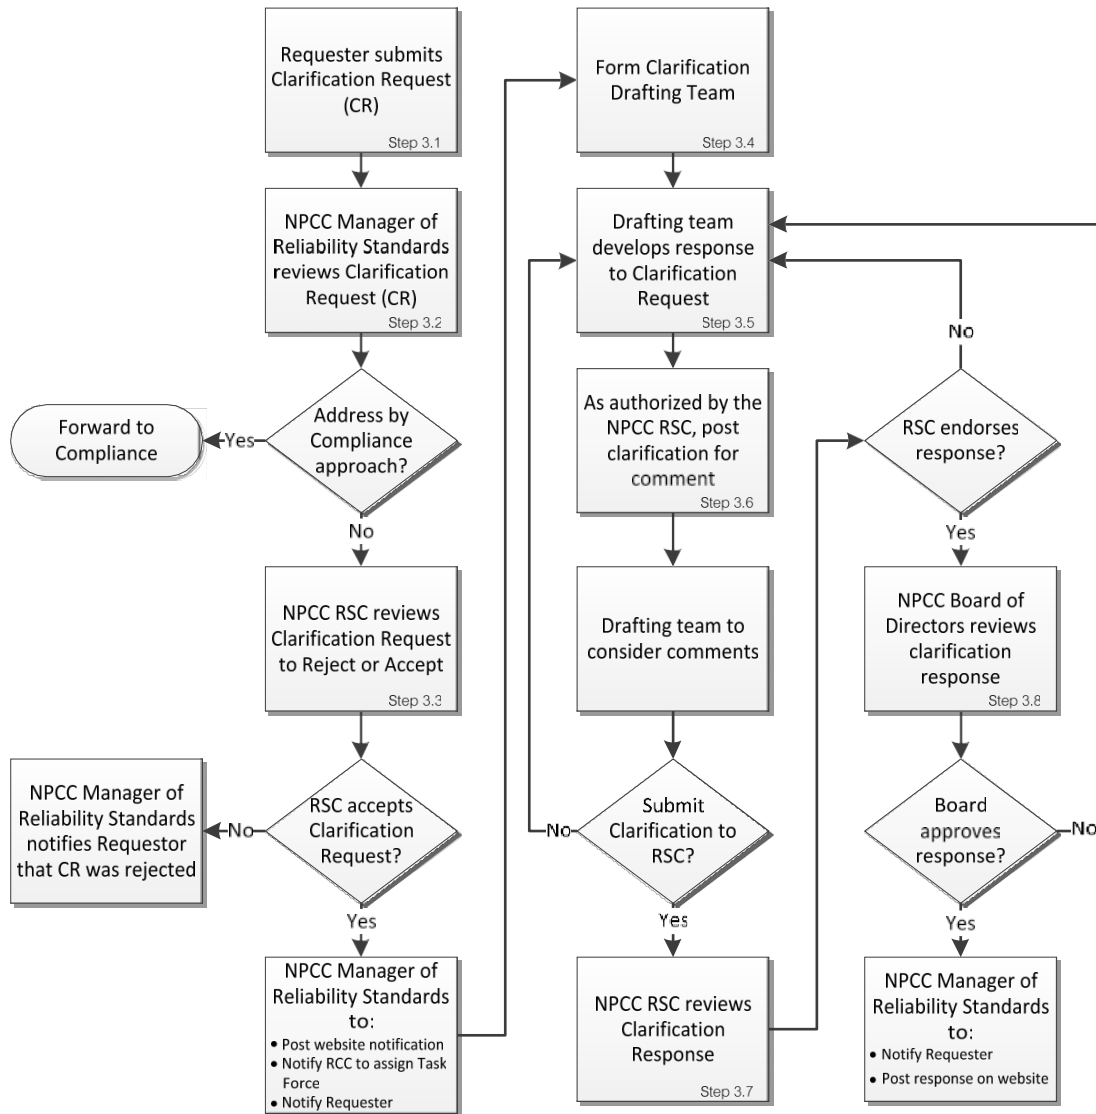 Requester submits
Clarification Request
(CR)
Step 3.1
NPCC Manager of
Reliability Standards
reviews Clarification
Request (CR)
Step 3.2
Address by
Compliance
approach?
Yes
Forward to
Compliance
No
NPCC RSC reviews
Clarification Request
to Reject or Accept
Step 3.3
RSC accepts
Clarification
Request?
No
NPCC Manager of
Reliability Standards
notifies Requestor
that CR was rejected
Yes
NPCC Manager of
Reliability Standards
to:
• Post website notification
• Notify RCC to assign Task
Force
• Notify Requester
Form Clarification
Drafting Team
Step 3.4
Drafting team
develops response
to Clarification
Request
Step 3.5
As authorized by the
NPCC RSC, post
clarification for
comment
Step 3.6
Drafting team to
consider comments
Submit
Clarification to
RSC?
No
Yes
NPCC RSC reviews
Clarification
Response
Step 3.7
No
RSC endorses
response?
Yes
NPCC Board of
Directors reviews
clarification
response
Step 3.8
Board
approves
response?
No
Yes
NPCC Manager of
Reliability Standards
to:
• Notify Requester
• Post response on website